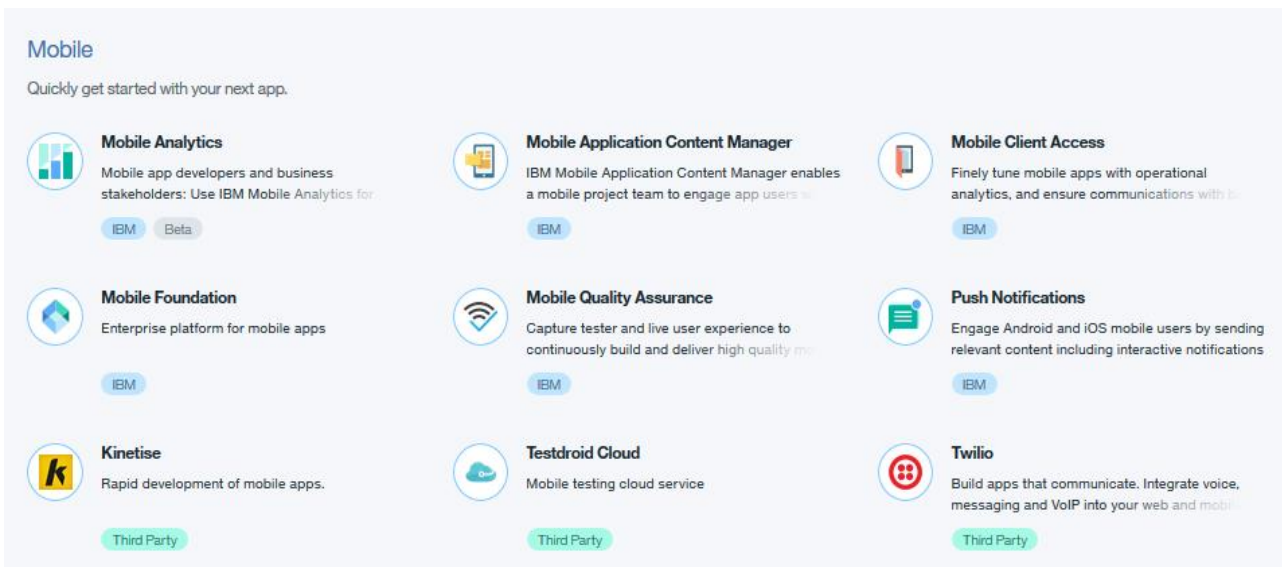 Mobile
Quickly get started with your next app.
Mobile Analytics
Mobile app developers and business
stakeholders: Use IBM Mobile Analytics for
IBM Beta
Mobile Application Content Manager
IBM Mobile Application Content Manager enables
a mobile project team to engage app users
IBM
Mobile Client Access
Finely tune mobile apps with operational
analytics, and ensure communications with
IBM
Mobile Foundation
Enterprise platform for mobile apps
IBM
Mobile Quality Assurance
Capture tester and live user experience to
continuously build and deliver high quality
IBM
Push Notifications
Engage Android and iOS mobile users by sending
relevant content including interactive notifications
IBM
k
Kinetise
Rapid development of mobile apps.
Third Party
Testdroid Cloud
Mobile testing cloud service
Third Party
Twilio
Build apps that communicate. Integrate voice,
messaging and VoIP into your web and
Third Party